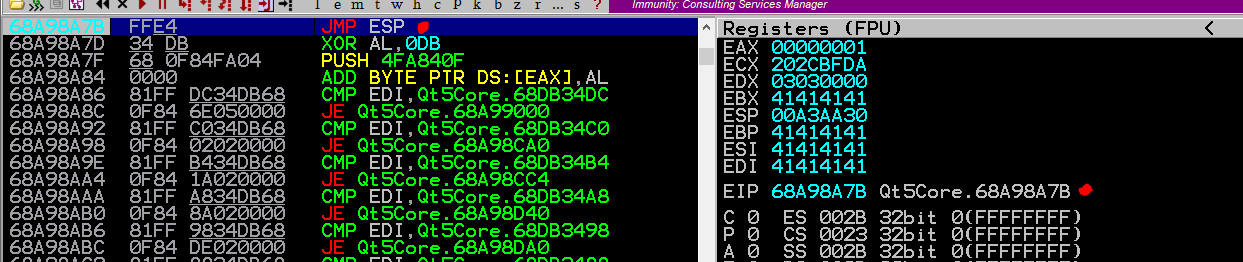 l e m t w h c p k b z r ... s ? Immunity: Consulting Services Manager
68A98A7B FFE4 JMP ESP
68A98A7D 34 DB XOR AL,0DB
68A98A7F 68 0F84FA04 PUSH 4FA840F
68A98A84 0000 ADD BYTE PTR DS:[EAX],AL
68A98A86 81FF DC34DB68 CMP EDI,Qt5Core.68DB34DC
68A98A8C 0F84 6E050000 JE Qt5Core.68A99000
68A98A92 81FF C034DB68 CMP EDI,Qt5Core.68DB34C0
68A98A98 0F84 02020000 JE Qt5Core.68A98CA0
68A98A9E 81FF B434DB68 CMP EDI,Qt5Core.68DB34B4
68A98AA4 0F84 1A020000 JE Qt5Core.68A98CC4
68A98AAA 81FF A834DB68 CMP EDI,Qt5Core.68DB34A8
68A98AB0 0F84 8A020000 JE Qt5Core.68A98D40
68A98AB6 81FF 9834DB68 CMP EDI,Qt5Core.68DB3498
68A98ABC 0F84 DE020000 JE Qt5Core.68A98DA0
Registers (FPU) <
EAX 00000001
ECX 202CBFDA
EDX 03030000
EBX 41414141
ESP 00A3AA30
EBP 41414141
ESI 41414141
EDI 41414141
EIP 68A98A7B Qt5Core.68A98A7B
C 0 ES 002B 32bit 0(FFFFFFFF)
P 0 CS 0023 32bit 0(FFFFFFFF)
A 0 SS 002B 32bit 0(FFFFFFFF)